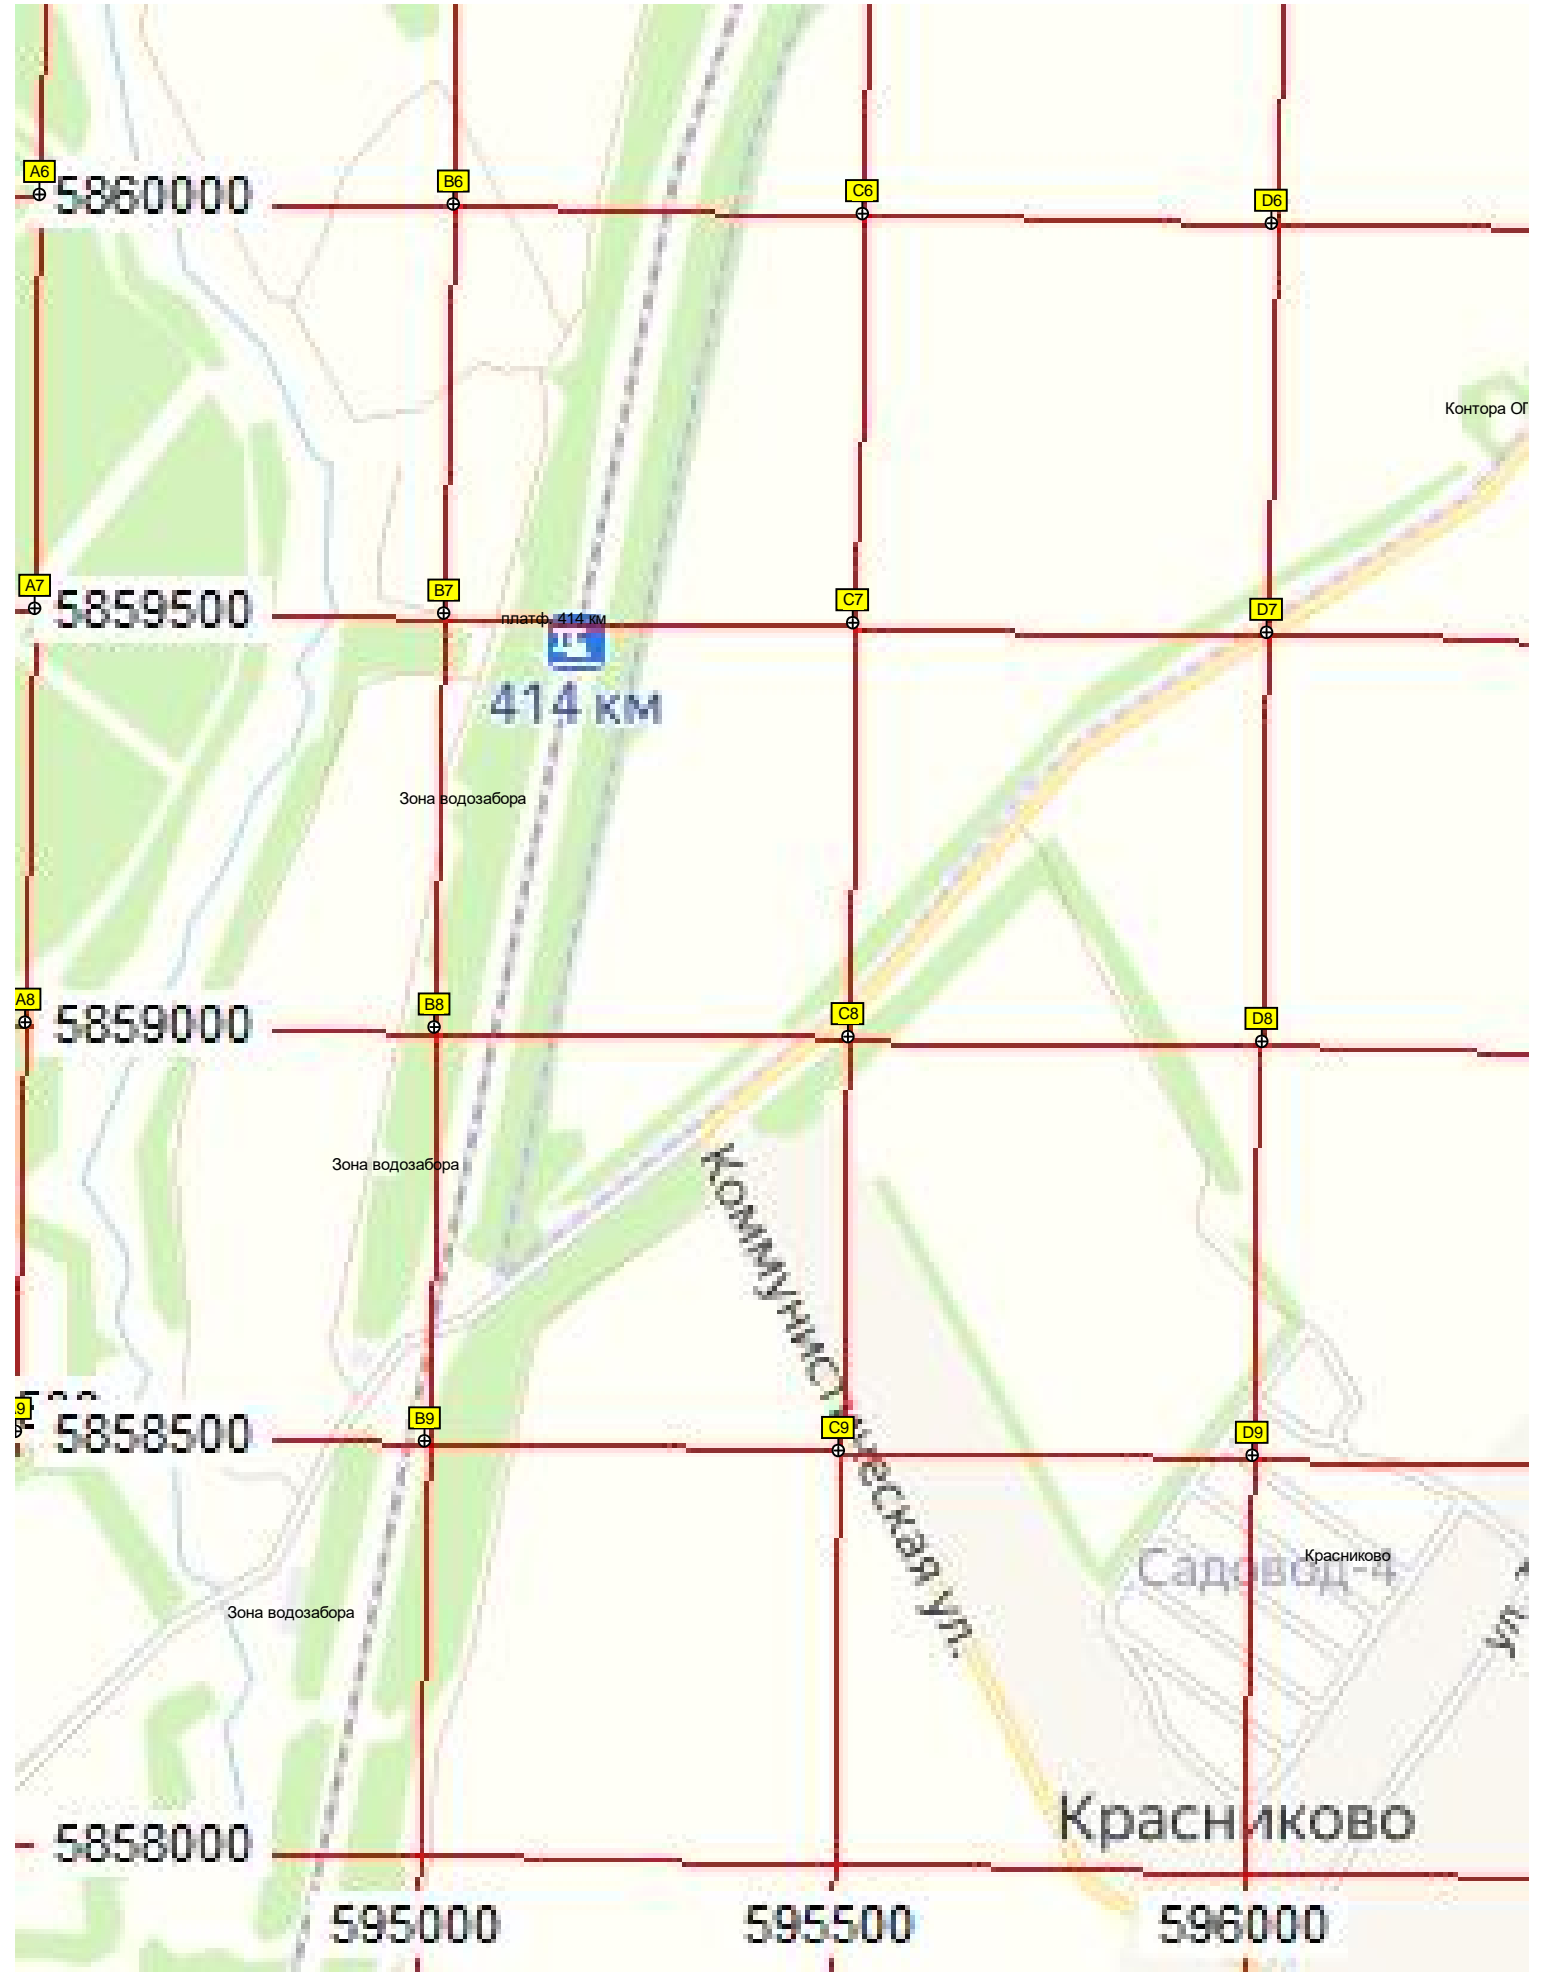 A6
5860000
B6
C6
D6
Контора ОГ
A7
5859500
B7
платф. 414 км
C7
D7
414 км
Зона водозабора
A8
5859000
B8
C8
D8
Зона водозабора
Коммунистическая ул.
A9
5858500
B9
C9
D9
Садовод-4
Красниково
Зона водозабора
ул.
Красниково
5858000
595000
595500
596000